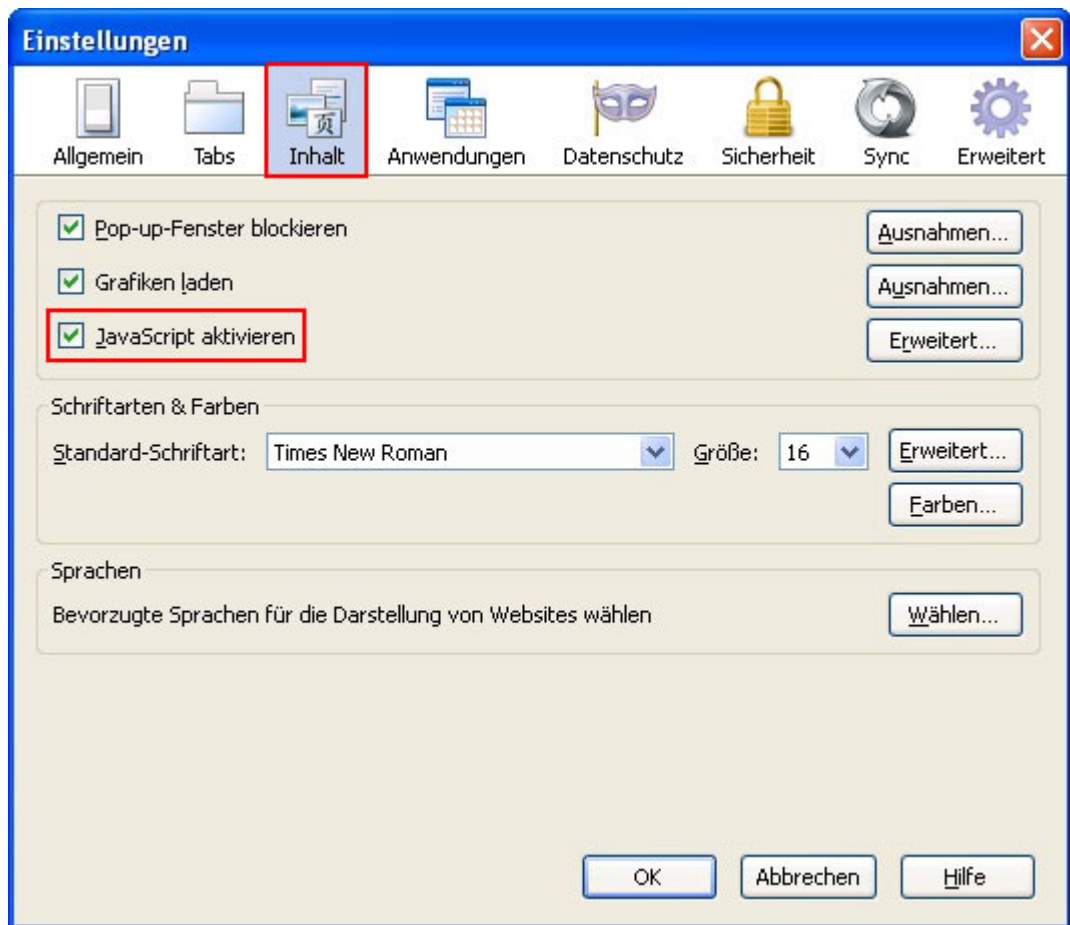 Einstellungen
页
Allgemein Tabs Inhalt Anwendungen Datenschutz Sicherheit Sync Erweitert
Pop-up-Fenster blockieren Ausnahmen...
Grafiken laden Ausnahmen...
JavaScript aktivieren Erweitert...
Schriftarten & Farben
Standard-Schriftart: Times New Roman Größe: 16 Erweitert...
Farben...
Sprachen
Bevorzugte Sprachen für die Darstellung von Websites wählen Wählen...
OK Abbrechen Hilfe